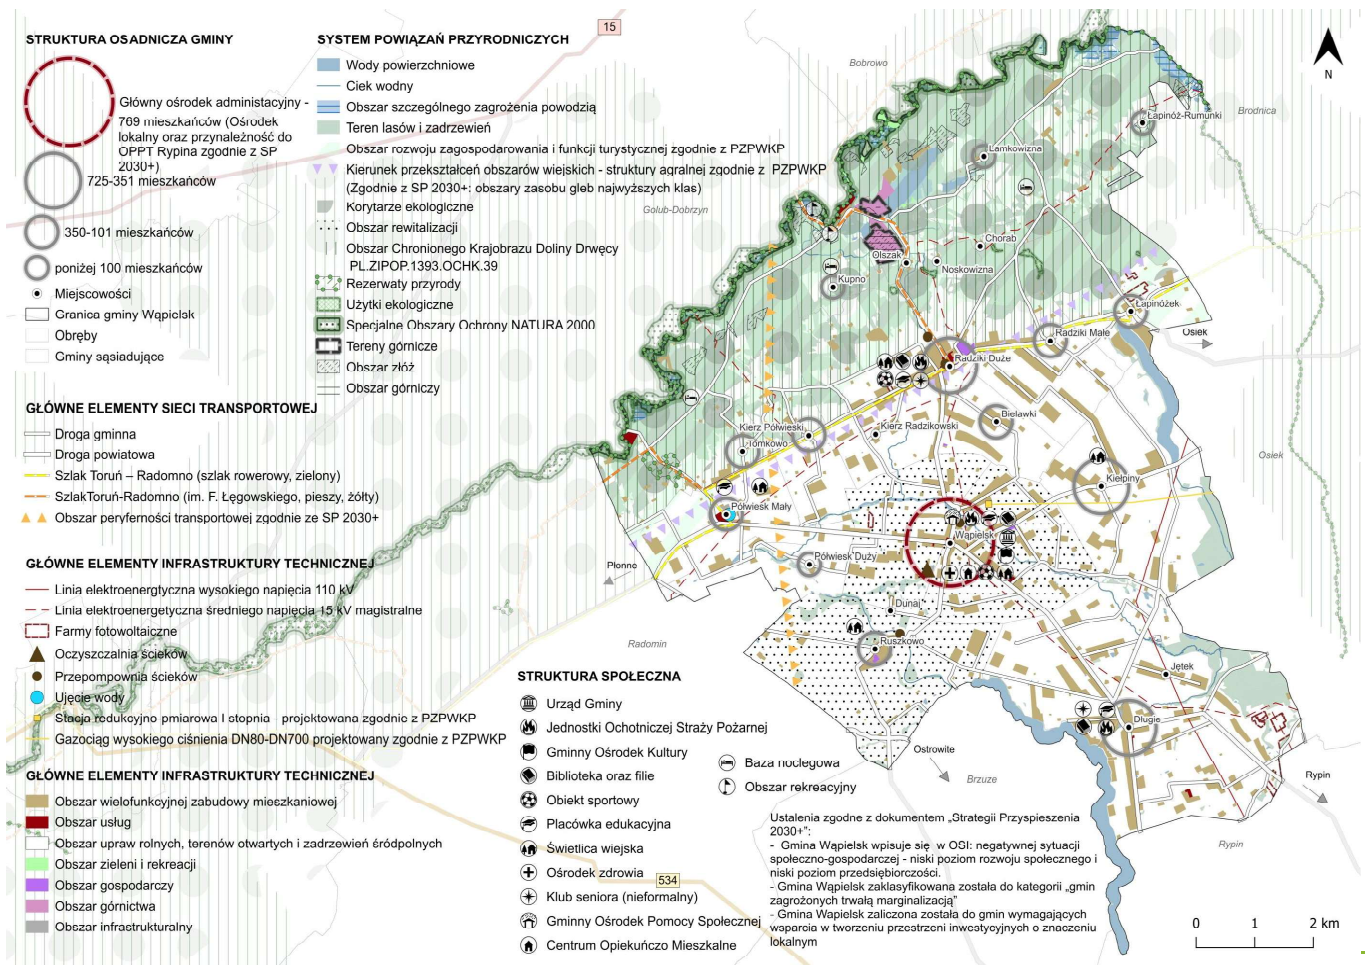 STRUKTURA OSADNICZA GMINY
Główny ośrodek administacyjny -
769 mieszkańców (Ośrodek
lokalny oraz przynależność do
OPPT Rypina zgodnie z SP
2030+)
725-351 mieszkańców
350-101 mieszkańców
poniżej 100 mieszkańców
Miejscowości
Granica gminy Wąpielsk
Obręby
Gminy sąsiadujące
GŁÓWNE ELEMENTY SIECI TRANSPORTOWEJ
Droga gminna
Droga powiatowa
Szlak Toruń – Radomno (szlak rowerowy, zielony)
SzlakToruń-Radomno (im. F. Łęgowskiego, pieszy, żółty)
Obszar peryferności transportowej zgodnie ze SP 2030+
GŁÓWNE ELEMENTY INFRASTRUKTURY TECHNICZNEJ
Linia elektroenergtyczna wysokiego napięcia 110 kV
Linia elektroenergetyczna średniego napięcia 15 kV magistralne
Farmy fotowoltaiczne
Oczyszczalnia ścieków
Przepompownia ścieków
Ujęcie wody
Stacja redukcyjno pmiarowa I stopnia projektowana zgodnie z PZPWKP
Gazociąg wysokiego ciśnienia DN80-DN700 projektowany zgodnie z PZPWKP
GŁÓWNE ELEMENTY INFRASTRUKTURY TECHNICZNEJ
Obszar wielofunkcyjnej zabudowy mieszkaniowej
Obszar usług
Obszar upraw rolnych, terenów otwartych i zadrzewień śródpolnych
Obszar zieleni i rekreacji
Obszar gospodarczy
Obszar górnictwa
Obszar infrastrukturalny
SYSTEM POWIĄZAŃ PRZYRODNICZYCH
Wody powierzchniowe
Ciek wodny
Obszar szczególnego zagrożenia powodzią
Teren lasów i zadrzewień
Obszar rozwoju zagospodarowania i funkcji turystycznej zgodnie z PZPWKP
Kierunek przekształceń obszarów wiejskich - struktury agralnej zgodnie z PZPWKP
(Zgodnie z SP 2030+: obszary zasobu gleb najwyższych klas)
Korytarze ekologiczne
Obszar rewitalizacji
Obszar Chronionego Krajobrazu Doliny Drwęcy
PL.ZIPOP.1393.OCHK.39
Rezerwaty przyrody
Użytki ekologiczne
Specjalne Obszary Ochrony NATURA 2000
Tereny górnicze
Obszar złóż
Obszar górniczy
STRUKTURA SPOŁECZNA
Urząd Gminy
Jednostki Ochotniczej Straży Pożarnej
Gminny Ośrodek Kultury
Biblioteka oraz filie
Obiekt sportowy
Placówka edukacyjna
Świetlica wiejska
Ośrodek zdrowia
Klub seniora (nieformalny)
Gminny Ośrodek Pomocy Społecznej
Centrum Opiekuńczo Mieszkalne
Baza noclegowa
Obszar rekreacyjny
Ustalenia zgodne z dokumentem „Strategii Przyspieszenia
2030+":
- Gmina Wąpielsk wpisuje się w OSI: negatywnej sytuacji
społeczno-gospodarczej - niski poziom rozwoju społecznego i
niski poziom przedsiębiorczości.
- Gmina Wąpielsk zaklasyfikowana została do kategorii „gmin
zagrożonych trwałą marginalizacją"
- Gmina Wąpielsk zaliczona została do gmin wymagających
wsparcia w tworzeniu przestrzeni inwestycyjnych o znaczeniu
lokalnym
15
534
N
Bobrowo
Brodnica
Golub-Dobrzyń
Łapinóż-Rumunki
Lamkowizna
Chorab
Olszak
Noskowizna
Kupno
Łapinóżek
Radziki Małe
Osiek
Radziki Duże
Bielawki
Kierz Półwieski
Kierz Radzikowski
Tomkowo
Osiek
Kiełpiny
Półwiesk Mały
Wąpielsk
Półwiesk Duży
Płonne
Dunaj
Radomin
Ruszkowo
Jętek
Długie
Ostrowite
Brzuze
Rypin
Rypin
0 1 2 km